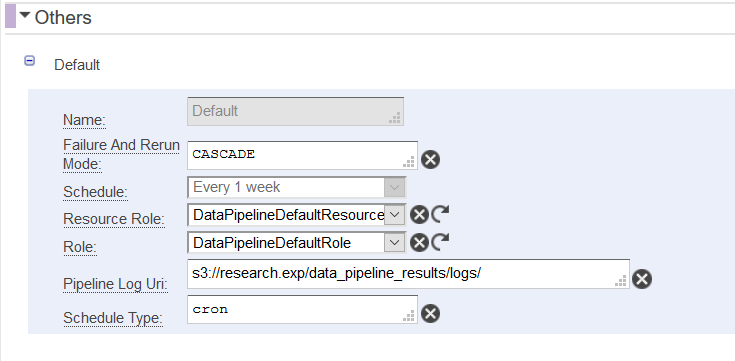 Others
Default
Name: Default
Failure And Rerun
Mode: CASCADE
Schedule: Every 1 week
Resource Role: DataPipelineDefaultResource
Role: DataPipelineDefaultRole
Pipeline Log Uri: s3://research.exp/data_pipeline_results/logs/
Schedule Type: cron